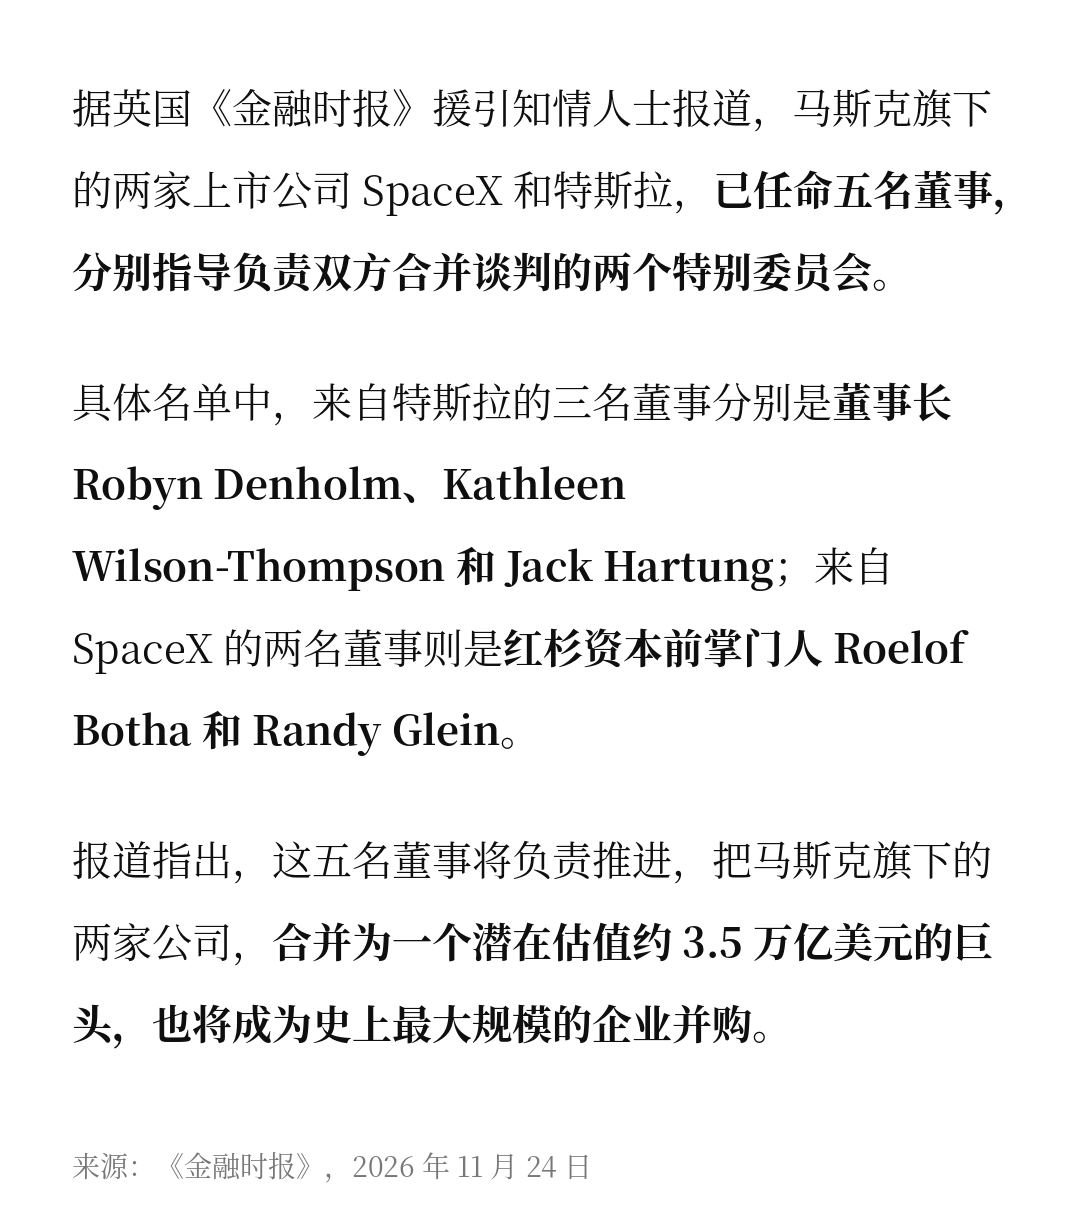 据英国《金融时报》援引知情人士报道，马斯克旗下
的两家上市公司 SpaceX 和特斯拉，已任命五名董事，
分别指导负责双方合并谈判的两个特别委员会。
具体名单中，来自特斯拉的三名董事分别是董事长
Robyn Denholm、Kathleen
Wilson-Thompson 和 Jack Hartung；来自
SpaceX 的两名董事则是红杉资本前掌门人 Roelof
Botha 和 Randy Glein。
报道指出，这五名董事将负责推进，把马斯克旗下的
两家公司，合并为一个潜在估值约 3.5 万亿美元的巨
头，也将成为史上最大规模的企业并购。
来源：《金融时报》，2026 年 11 月 24 日